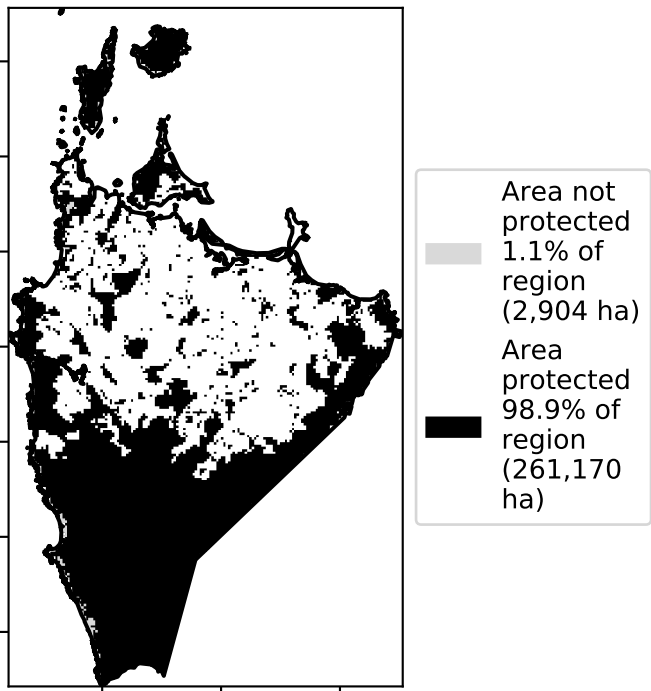 Area not
protected
1.1% of
region
(2,904 ha)
Area
protected
98.9% of
region
(261,170
ha)